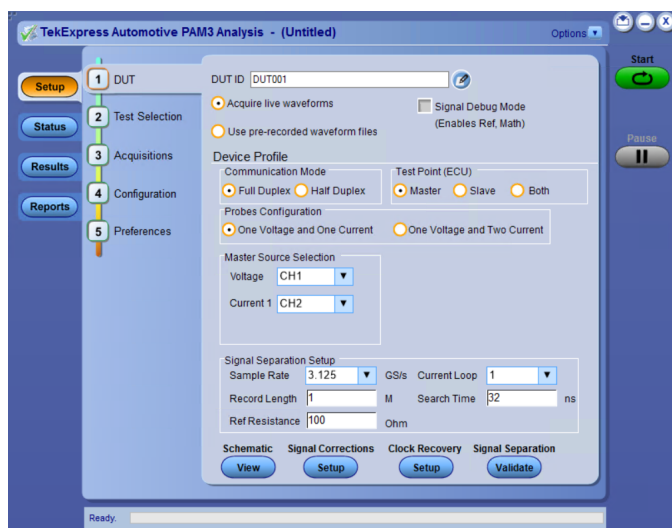 TekExpress Automotive PAM3 Analysis - (Untitled)
Options
Start
Pause
Setup
Status
Results
Reports
1 DUT
2 Test Selection
3 Acquisitions
4 Configuration
5 Preferences
DUT ID DUT001
Acquire live waveforms
Signal Debug Mode
(Enables Ref, Math)
Use pre-recorded waveform files
Device Profile
Communication Mode
Full Duplex Half Duplex
Test Point (ECU)
Master Slave Both
Probes Configuration
One Voltage and One Current One Voltage and Two Current
Master Source Selection
Voltage CH1
Current 1 CH2
Signal Separation Setup
Sample Rate 3.125 GS/s Current Loop 1
Record Length 1 M Search Time 32 ns
Ref Resistance 100 Ohm
Schematic Signal Corrections Clock Recovery Signal Separation
View Setup Setup Validate
Ready.